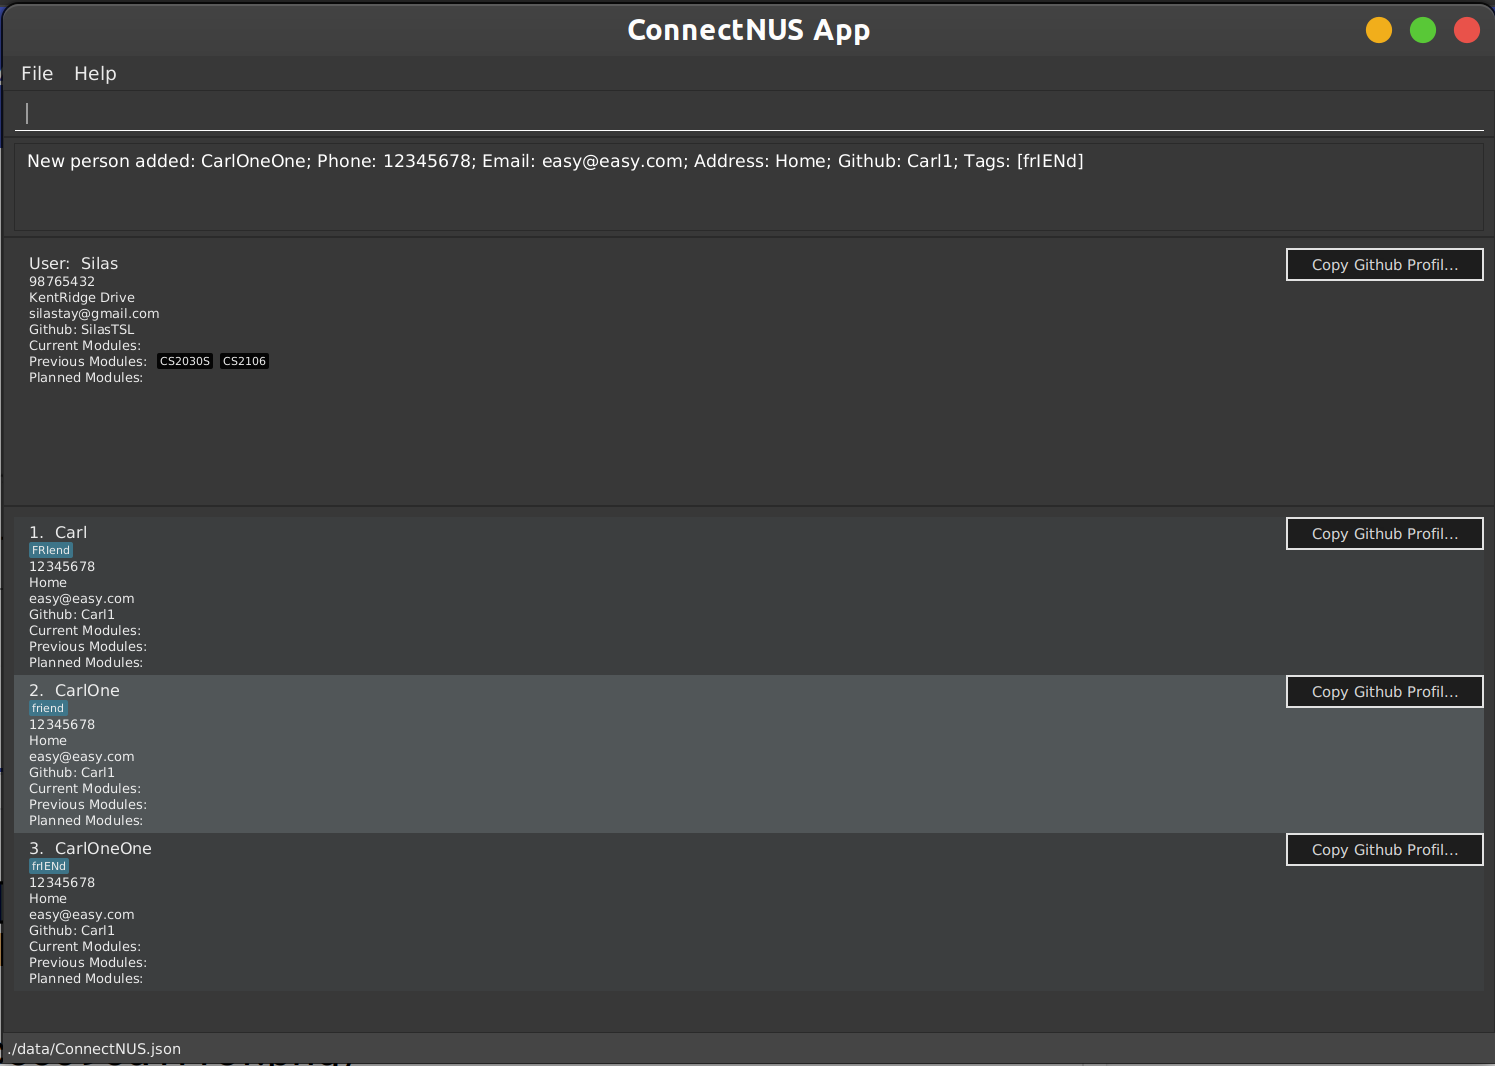 ConnectNUS App
File Help
New person added: CarlOneOne; Phone: 12345678; Email: easy@easy.com; Address: Home; Github: Carl1; Tags: [frIENd]
User: Silas
Copy Github Profil...
98765432
KentRidge Drive
silastay@gmail.com
Github: SilasTSL
Current Modules:
Previous Modules: CS2030S CS2106
Planned Modules:
1. Carl
Copy Github Profil...
FRIend
12345678
Home
easy@easy.com
Github: Carl1
Current Modules:
Previous Modules:
Planned Modules:
2. CarlOne
Copy Github Profil...
friend
12345678
Home
easy@easy.com
Github: Carl1
Current Modules:
Previous Modules:
Planned Modules:
3. CarlOneOne
Copy Github Profil...
frIENd
12345678
Home
easy@easy.com
Github: Carl1
Current Modules:
Previous Modules:
Planned Modules:
./data/ConnectNUS.json